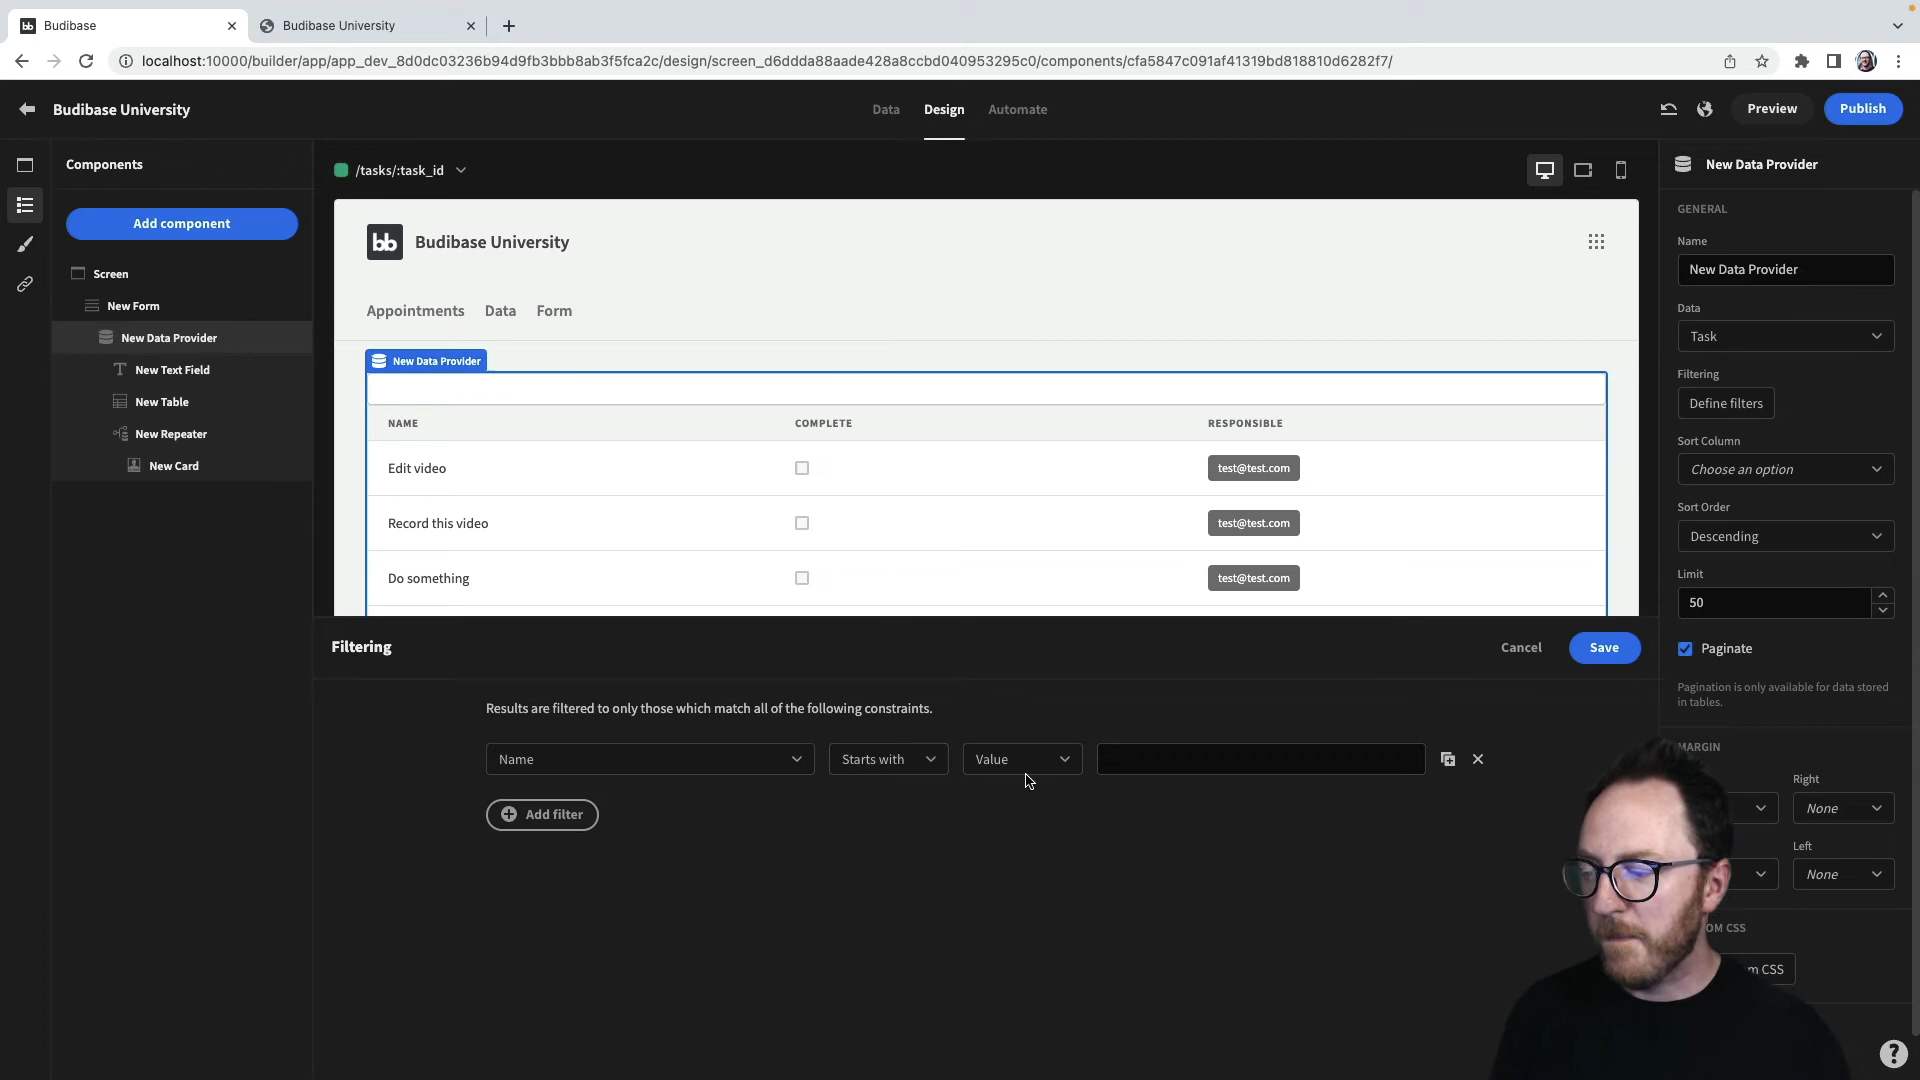 Budibase
Budibase University
localhost:10000/builder/app/app_dev_8d0dc03236b94d9fb3bbb8ab3f5fca2c/design/screen_d6ddda88aade428a8ccbd040953295c0/components/cfa5847c091af41319bd818810d6282f7/
Budibase University
Data
Design
Automate
Preview
Publish
Components
Add component
Screen
New Form
New Data Provider
New Text Field
New Table
New Repeater
New Card
/tasks/:task_id
bb Budibase University
Appointments Data Form
New Data Provider
NAME COMPLETE RESPONSIBLE
Edit video test@test.com
Record this video test@test.com
Do something test@test.com
Filtering
Cancel
Save
Results are filtered to only those which match all of the following constraints.
Name Starts with Value
Add filter
New Data Provider
GENERAL
Name
New Data Provider
Data
Task
Filtering
Define filters
Sort Column
Choose an option
Sort Order
Descending
Limit
50
Paginate
Pagination is only available for data stored
in tables.
MARGIN
Right
None
Left
None
OM CSS
m CSS
?